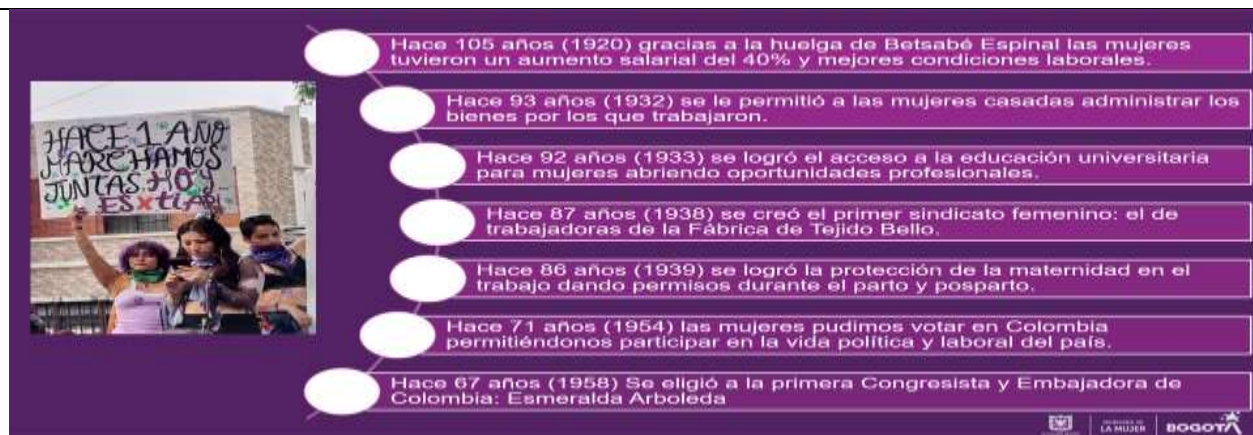 HACE 1 AÑO
MARCHAMOS
JUNTAS HOY
ES X
Hace 105 años (1920) gracias a la huelga de Betsabé Espinal las mujeres
tuvieron un aumento salarial del 40% y mejores condiciones laborales.
Hace 93 años (1932) se le permitió a las mujeres casadas administrar los
bienes por los que trabajaron.
Hace 92 años (1933) se logró el acceso a la educación universitaria
para mujeres abriendo oportunidades profesionales.
Hace 87 años (1938) se creó el primer sindicato femenino: el de
trabajadoras de la Fábrica de Tejido Bello.
Hace 86 años (1939) se logró la protección de la maternidad en el
trabajo dando permisos durante el parto y posparto.
Hace 71 años (1954) las mujeres pudimos votar en Colombia
permitiéndonos participar en la vida política y laboral del país.
Hace 67 años (1958) Se eligió a la primera Congresista y Embajadora de
Colombia: Esmeralda Arboleda
LA MUJER
BOGOTÁ